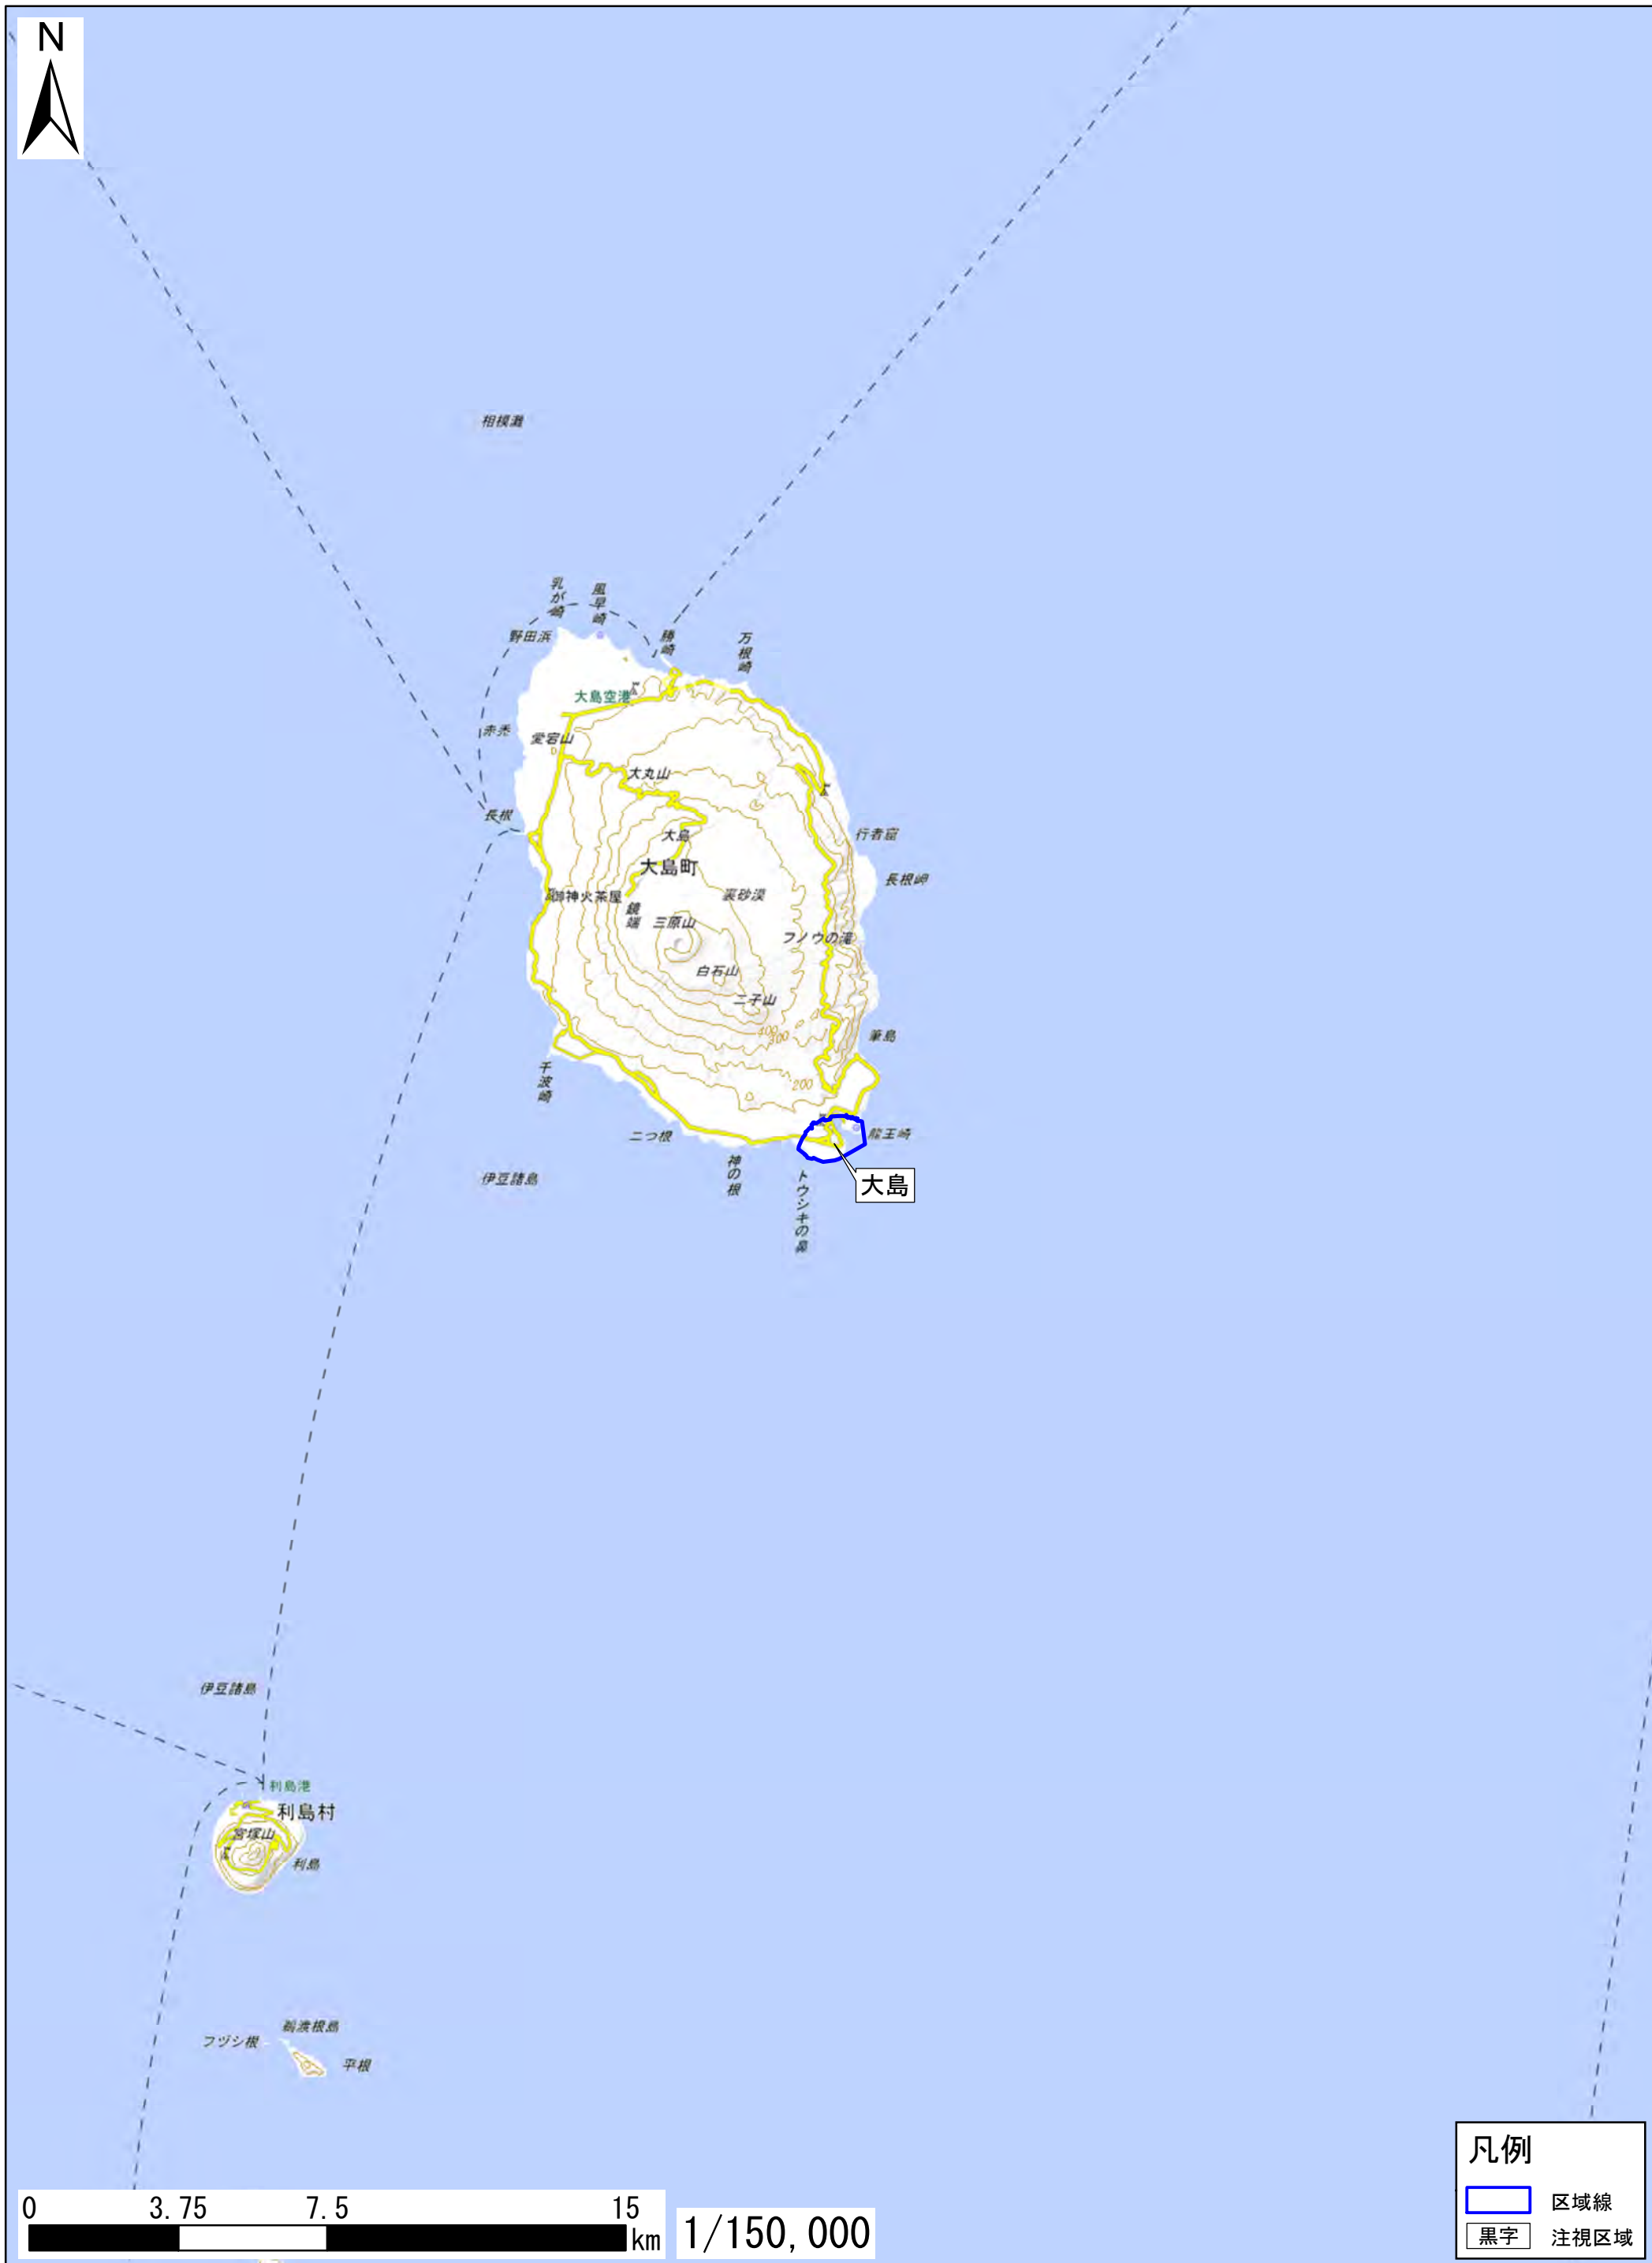 N
相模灘
乳が崎
風早崎
野田浜
勝崎
万根崎
大島空港
赤禿
愛宕山
大丸山
長根
大島
行者窟
大島町
長根岬
御神火茶屋
裏砂漠
鏡端
三原山
フノウの滝
白石山
二子山
400
300
筆島
千波崎
200
二つ根
龍王崎
神の根
伊豆諸島
トウシキの鼻
大島
伊豆諸島
利島港
利島村
宮塚山
利島
鵜渡根島
フヅシ根
平根
凡例
区域線
黒字 注視区域
0 3.75 7.5 15
km
1/150,000